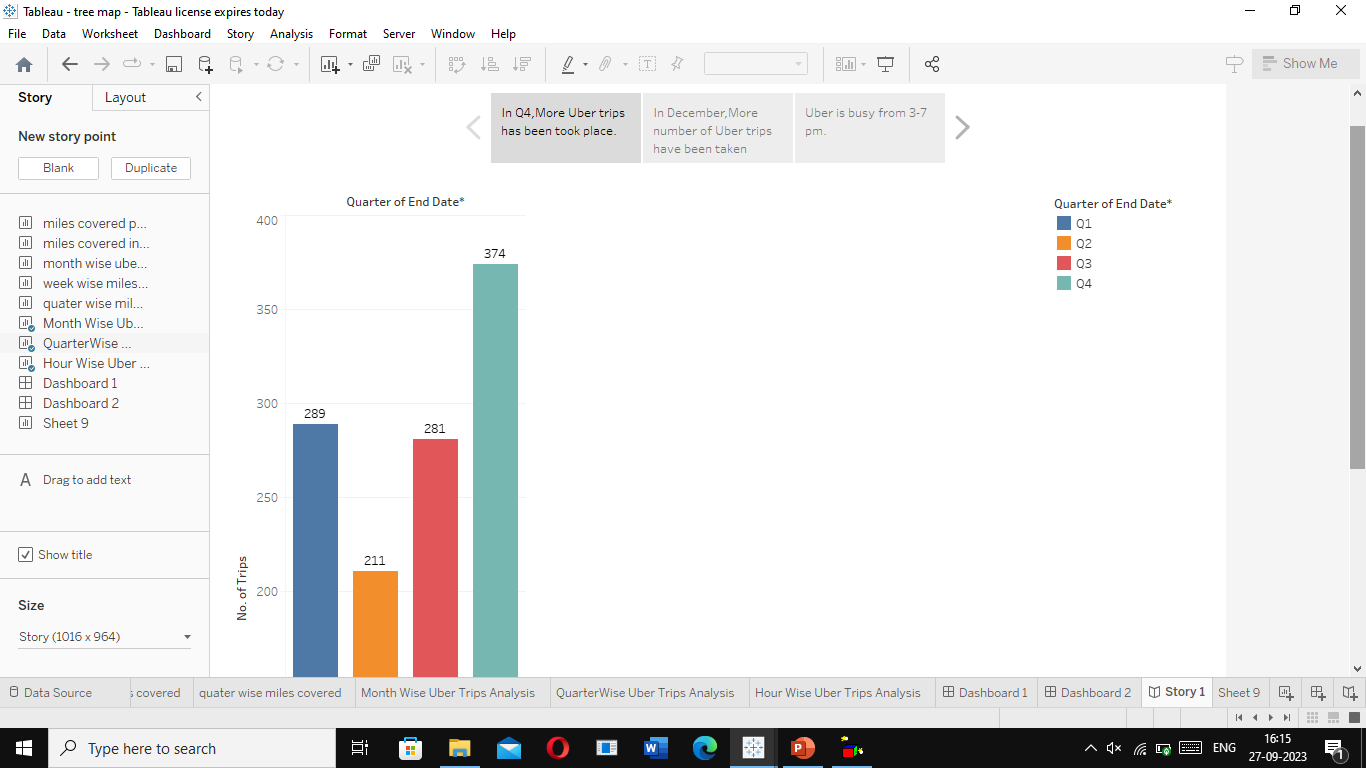 Tableau - tree map - Tableau license expires today
File Data Worksheet Dashboard Story Analysis Format Server Window Help
Show Me
Story Layout
New story point
Blank Duplicate
miles covered p...
miles covered in...
month wise ube...
week wise miles...
quater wise mil...
Month Wise Ub...
QuarterWise ...
Hour Wise Uber ...
Dashboard 1
Dashboard 2
Sheet 9
A Drag to add text
Show title
Size
Story (1016 x 964)
In Q4,More Uber trips
has been took place.
In December,More
number of Uber trips
have been taken
Uber is busy from 3-7
pm.
Quarter of End Date*
400
350
300
250
200
No. of Trips
289
211
281
374
Quarter of End Date*
Q1
Q2
Q3
Q4
Data Source s covered quater wise miles covered Month Wise Uber Trips Analysis QuarterWise Uber Trips Analysis Hour Wise Uber Trips Analysis Dashboard 1 Dashboard 2 Story 1 Sheet 9
Type here to search
ENG
16:15
27-09-2023
1